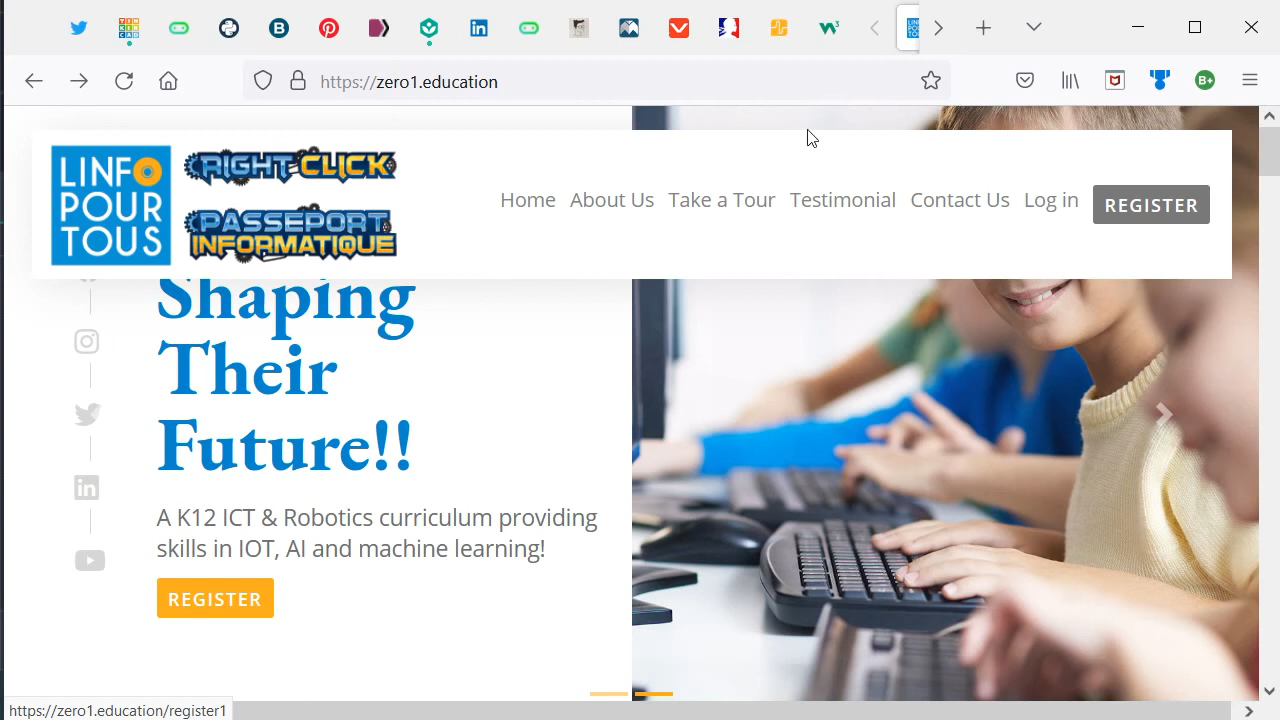 https://zero1.education
LINFO
POUR
TOUS
RIGHT CLICK
PASSEPORT
INFORMATIQUE
Home About Us Take a Tour Testimonial Contact Us Log in REGISTER
Shaping
Their
Future!!
A K12 ICT & Robotics curriculum providing
skills in IOT, AI and machine learning!
REGISTER
https://zero1.education/register1